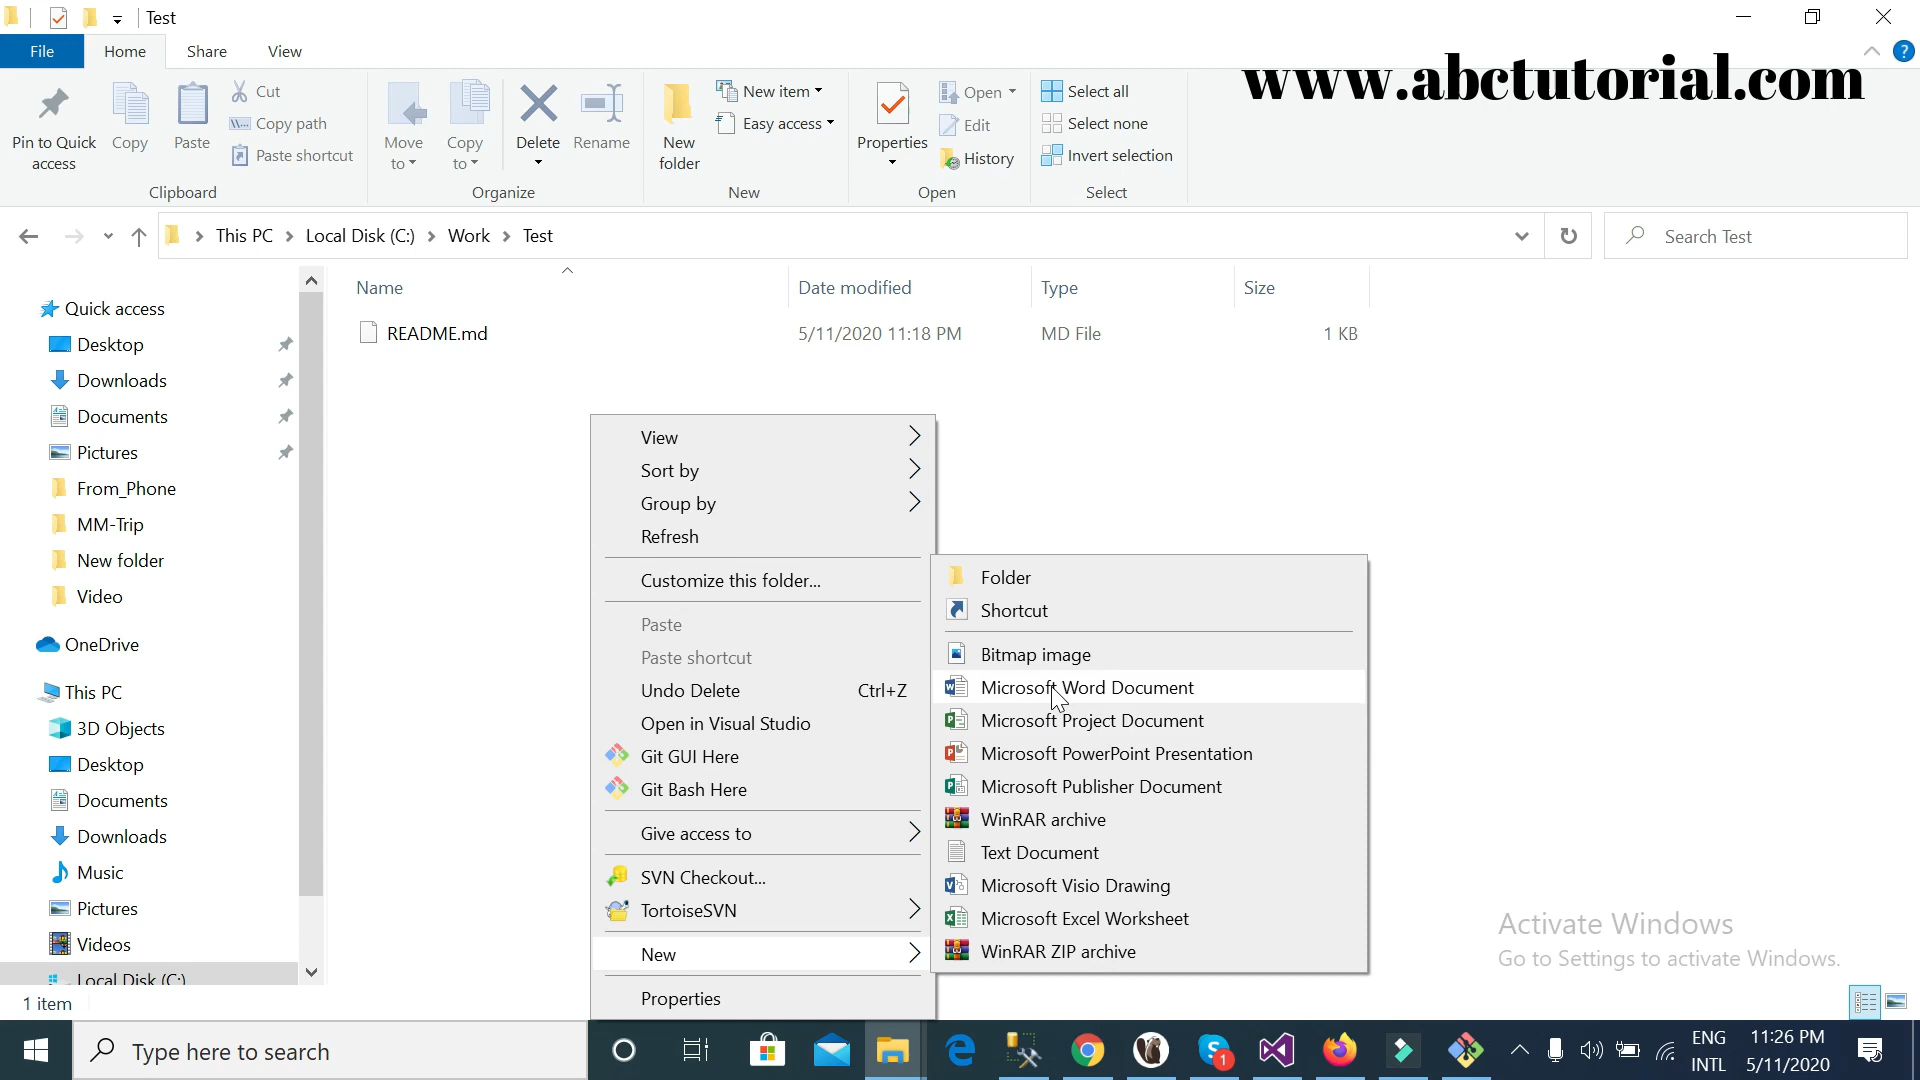 Test
File
Home
Share
View
www.abctutorial.com
Pin to Quick access
Copy
Paste
Cut
Copy path
Paste shortcut
Clipboard
Move to
Copy to
Delete
Rename
Organize
New folder
New item
Easy access
New
Properties
Open
Edit
History
Open
Select all
Select none
Invert selection
Select
This PC
Local Disk (C:)
Work
Test
Search Test
Name
Date modified
Type
Size
README.md
5/11/2020 11:18 PM
MD File
1 KB
Quick access
Desktop
Downloads
Documents
Pictures
From_Phone
MM-Trip
New folder
Video
OneDrive
This PC
3D Objects
Desktop
Documents
Downloads
Music
Pictures
Videos
Local Disk (C:)
View
Sort by
Group by
Refresh
Customize this folder...
Paste
Paste shortcut
Undo Delete Ctrl+Z
Open in Visual Studio
Git GUI Here
Git Bash Here
Give access to
SVN Checkout...
TortoiseSVN
New
Properties
Folder
Shortcut
Bitmap image
Microsoft Word Document
Microsoft Project Document
Microsoft PowerPoint Presentation
Microsoft Publisher Document
WinRAR archive
Text Document
Microsoft Visio Drawing
Microsoft Excel Worksheet
WinRAR ZIP archive
Activate Windows
Go to Settings to activate Windows.
1 item
Type here to search
1
ENG
INTL
11:26 PM
5/11/2020